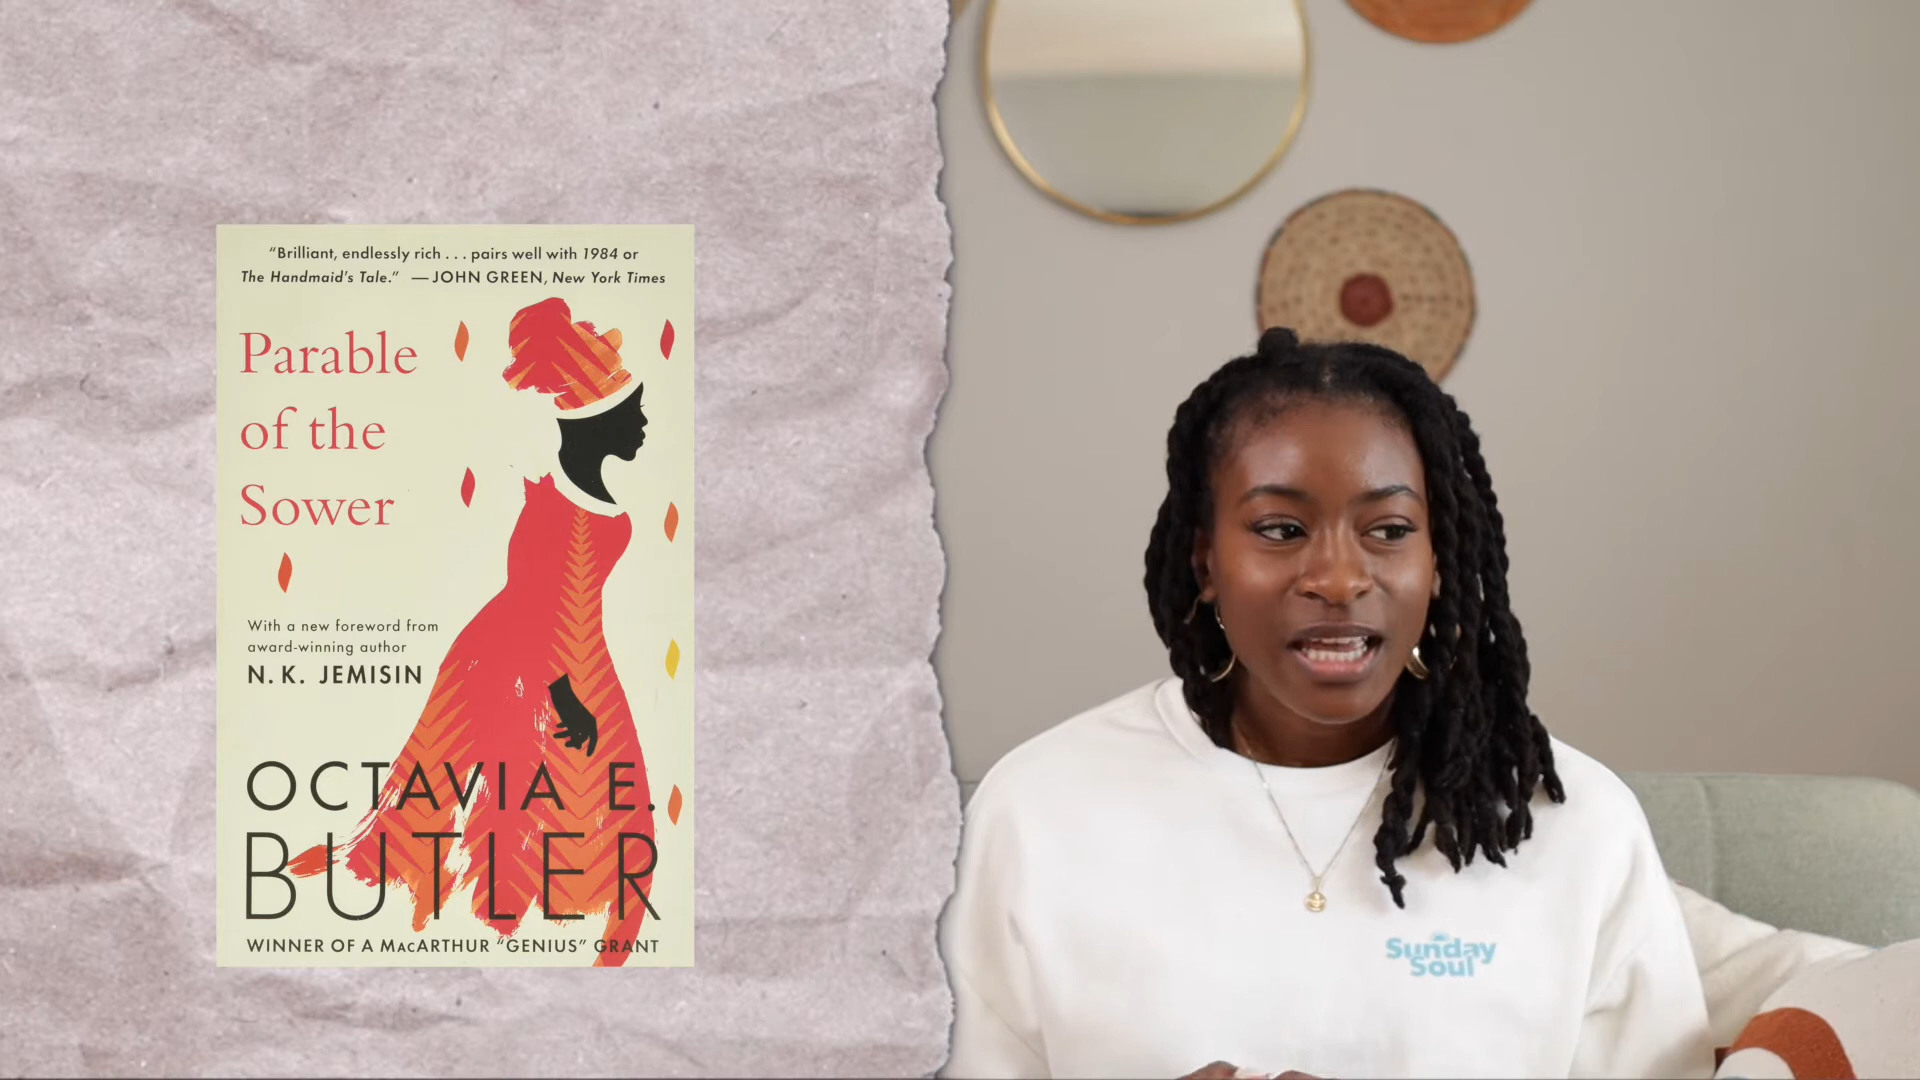 “Brilliant, endlessly rich . . . pairs well with 1984 or
The Handmaid's Tale.” —JOHN GREEN, New York Times
Parable
of the
Sower
With a new foreword from
award-winning author
N. K. JEMISIN
OCTAVIA E.
BUTLER
WINNER OF A MacARTHUR “GENIUS” GRANT
Sunday
Soul